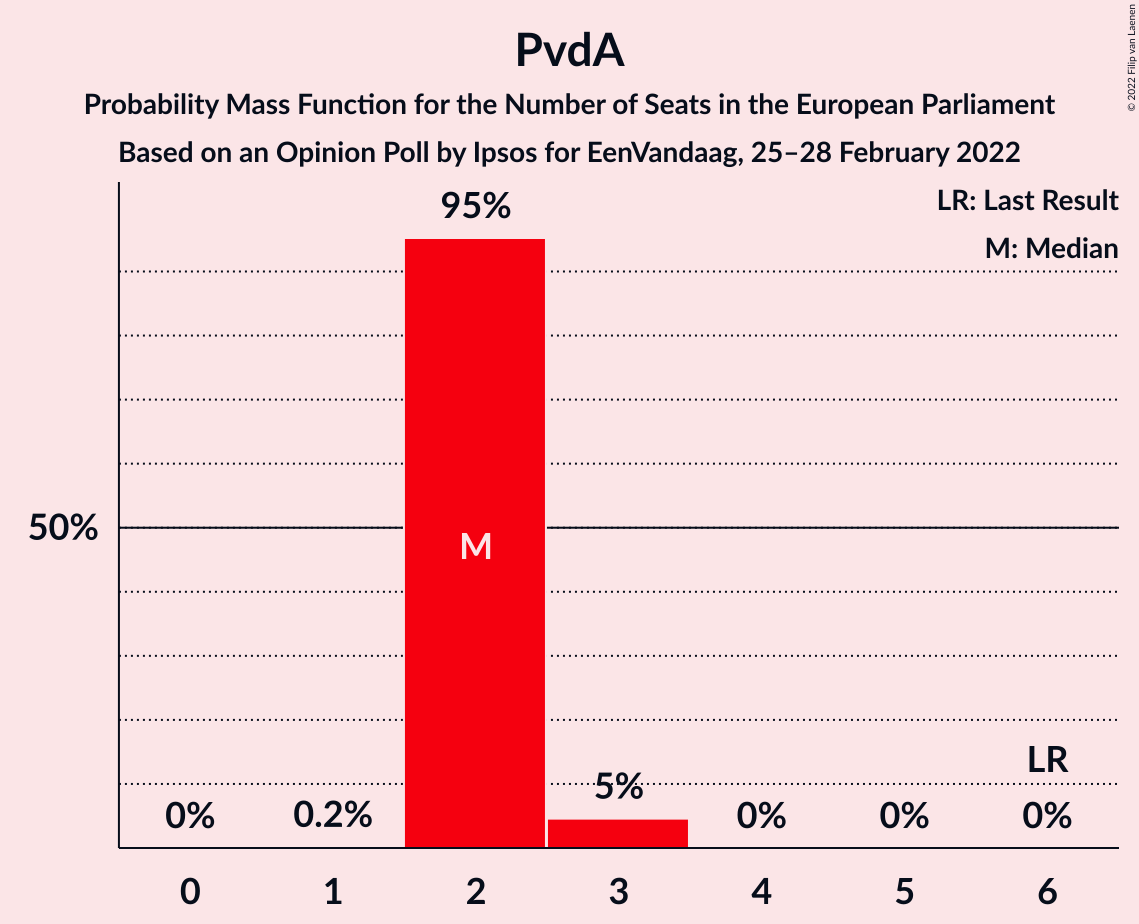 PvdA
Probability Mass Function for the Number of Seats in the European Parliament
Based on an Opinion Poll by Ipsos for EenVandaag, 25–28 February 2022
© 2022 Filip van Laenen
LR: Last Result
M: Median
95%
50%
M
LR
0%
0.2%
5%
0%
0%
0%
0
1
2
3
4
5
6